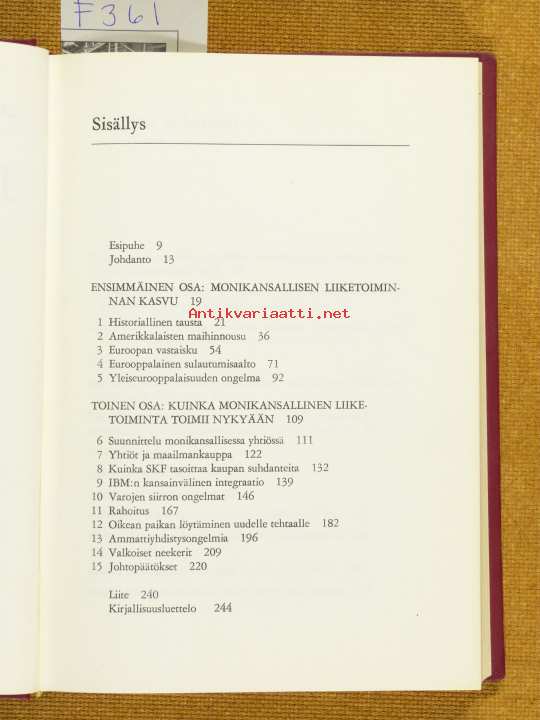 F361
Sisällys
Esipuhe 9
Johdanto 13
ENSIMMÄINEN OSA: MONIKANSALLISEN LIIKETOIMIN-
NAN KASVU 19
Antikvariaatti.net
1 Historiallinen tausta 21
2 Amerikkalaisten maihinnousu 36
3 Euroopan vastaisku 54
4 Eurooppalainen sulautumisaalto 71
5 Yleiseurooppalaisuuden ongelma 92
TOINEN OSA: KUINKA MONIKANSALLINEN LIIKE-
TOIMINTA TOIMII NYKYÄÄN 109
6 Suunnittelu monikansallisessa yhtiössä 111
7 Yhtiöt ja maailmankauppa 122
8 Kuinka SKF tasoittaa kaupan suhdanteita 132
9 IBM:n kansainvälinen integraatio 139
10 Varojen siirron ongelmat 146
11 Rahoitus 167
12 Oikean paikan löytäminen uudelle tehtaalle 182
13 Ammattiyhdistysongelmia 196
14 Valkoiset neekerit 209
15 Johtopäätökset 220
Liite 240
Kirjallisuusluettelo 244